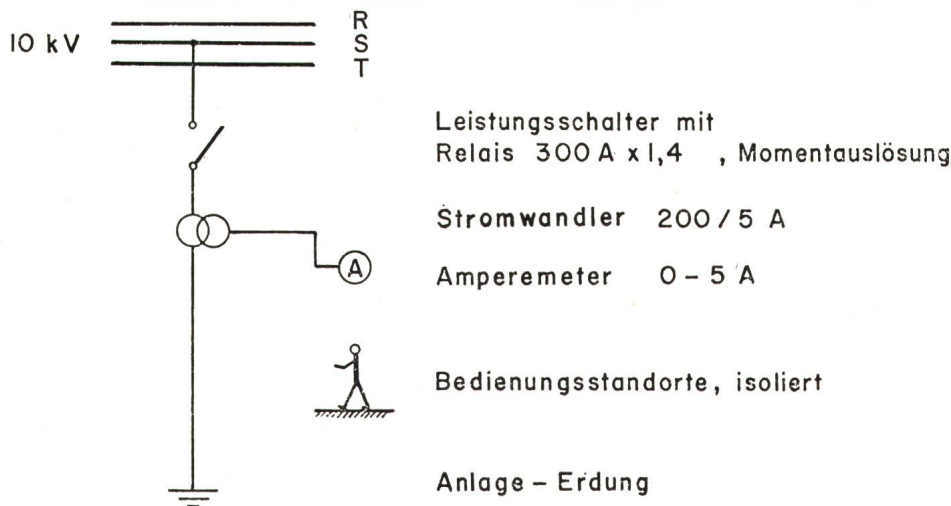 10 kV
R
S
T
Leistungsschalter mit
Relais 300 A x 1,4 , Momentauslösung
Stromwandler 200 / 5 A
A
Amperemeter 0 – 5 A
Bedienungsstandorte, isoliert
Anlage – Erdung